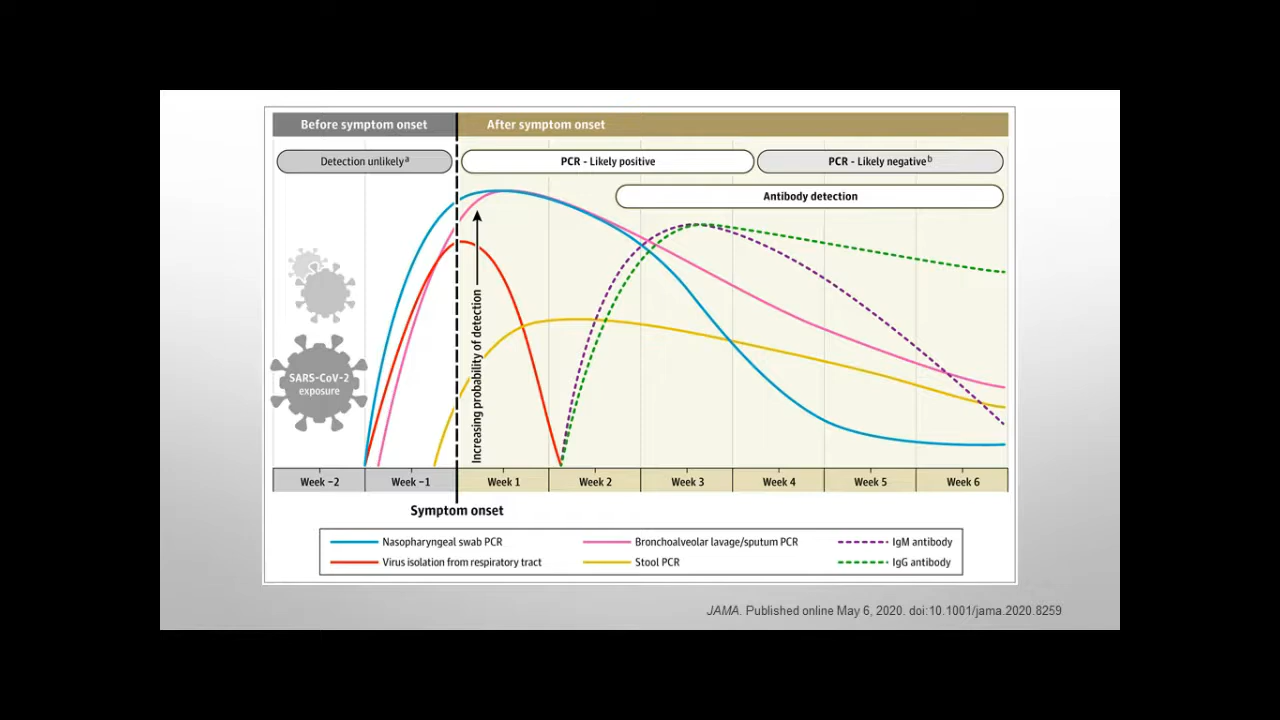 Before symptom onset
After symptom onset
Detection unlikelyᵃ
PCR - Likely positive
PCR - Likely negativeᵇ
Antibody detection
SARS-CoV-2
exposure
Increasing probability of detection
Week −2
Week −1
Week 1
Week 2
Week 3
Week 4
Week 5
Week 6
Symptom onset
Nasopharyngeal swab PCR
Bronchoalveolar lavage/sputum PCR
IgM antibody
Virus isolation from respiratory tract
Stool PCR
IgG antibody
JAMA. Published online May 6, 2020. doi:10.1001/jama.2020.8259